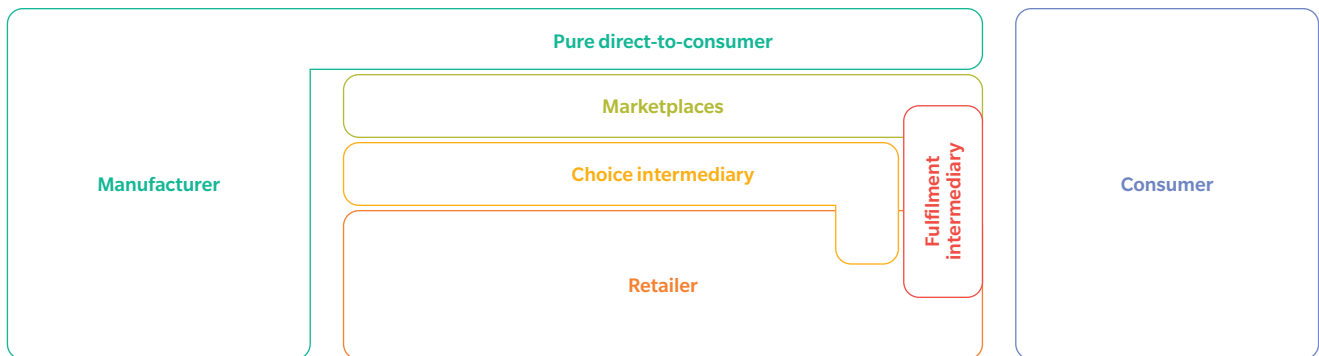 Pure direct-to-consumer
Marketplaces
Choice intermediary
Manufacturer
Fulfilment
intermediary
Consumer
Retailer